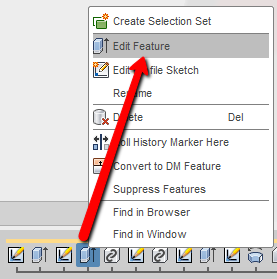 Create Selection Set
Edit Feature
Edit Sketch
Delete Del
History Marker Here
Convert to DM Feature
Suppress Features
Find in Browser
Find in Window